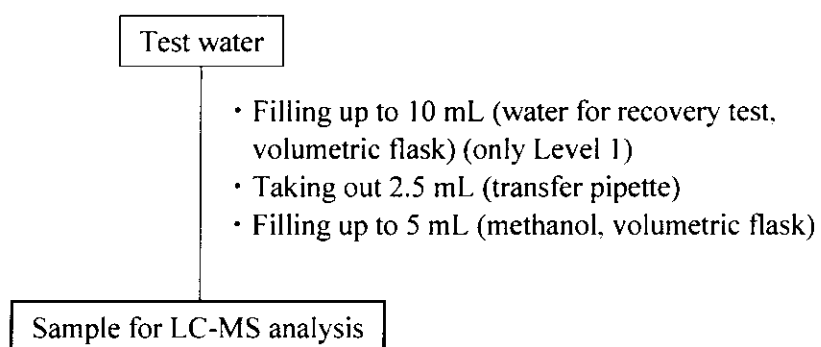 Test water
・Filling up to 10 mL (water for recovery test,
volumetric flask) (only Level 1)
・Taking out 2.5 mL (transfer pipette)
・Filling up to 5 mL (methanol, volumetric flask)
Sample for LC-MS analysis